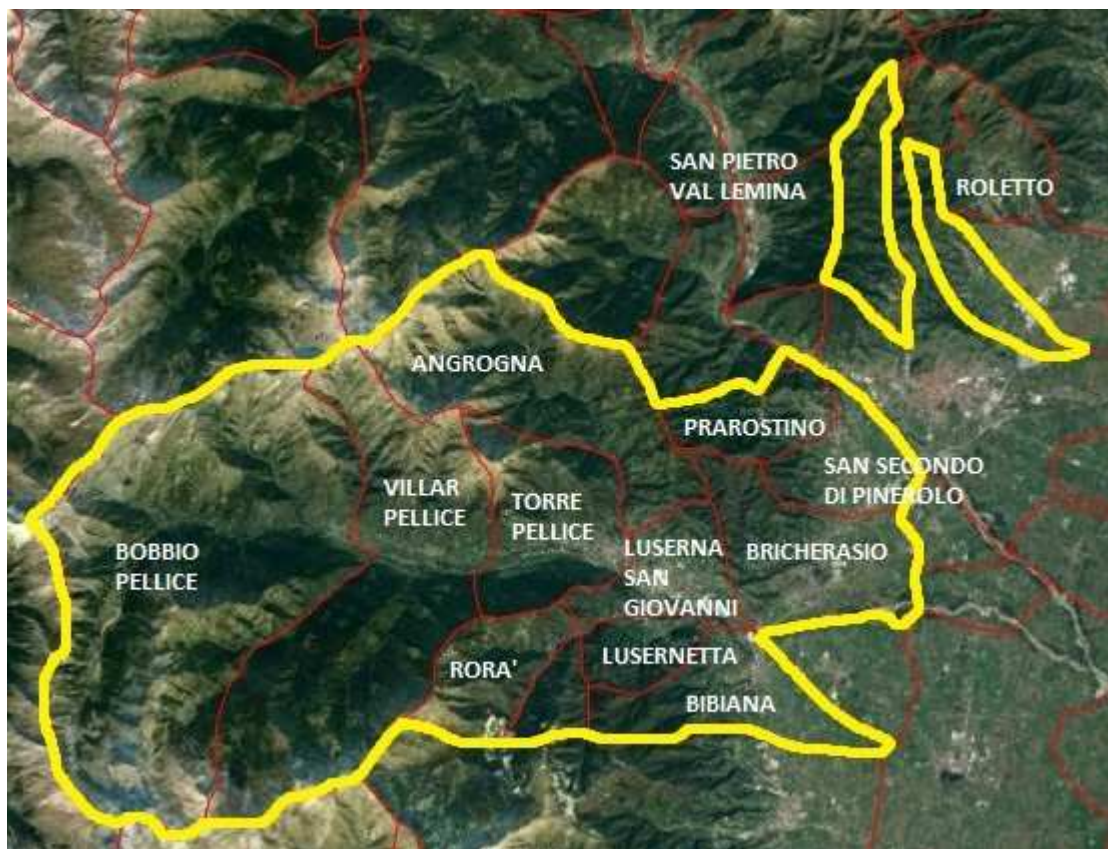 SAN PIETRO
VAL LEMINA
ROLETTO
ANGROGNA
PRAROSTINO
SAN SECONDO
DI PINEROLO
VILLAR
PELLICE
TORRE
PELLICE
BOBBIO
PELLICE
LUSERNA
SAN
GIOVANNI
BRICHERASIO
RORA'
LUSERNETTA
BIBIANA